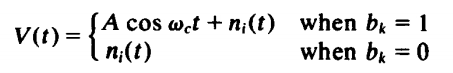 V(t) = { A cos ω_c t + n_i(t) when b_k = 1
n_i(t) when b_k = 0